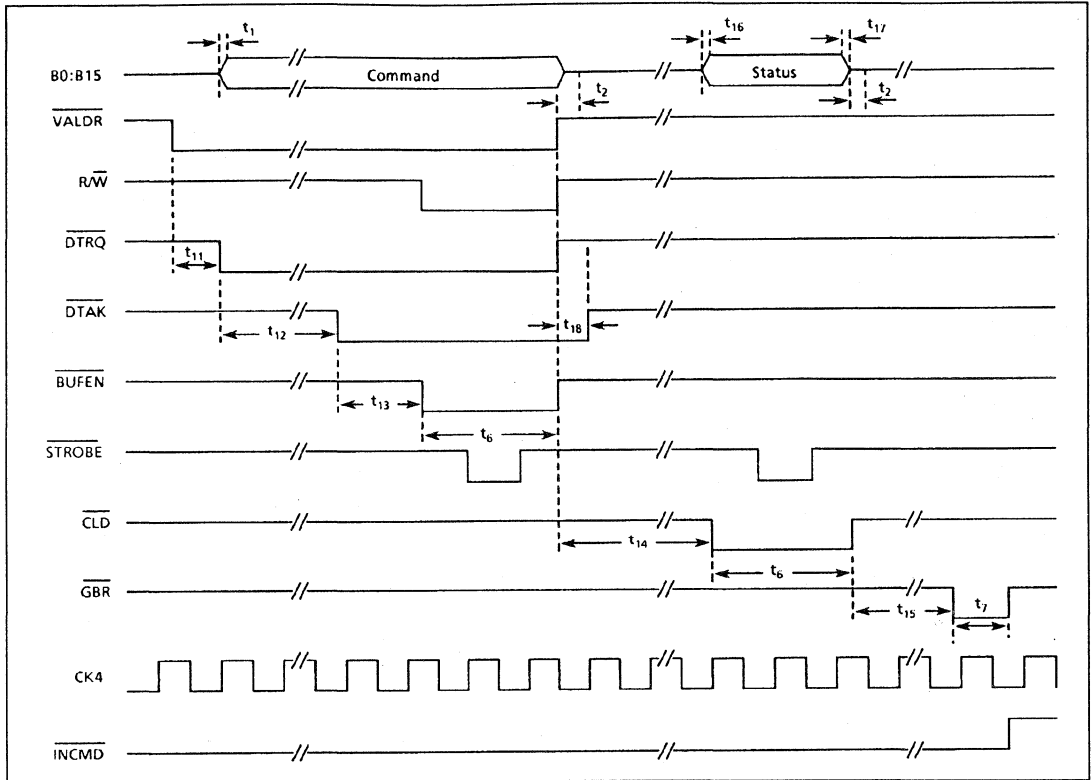 t1
t16
t17
B0:B15
Command
Status
t2
t2
VALDR
R/W
DTRQ
t11
DTAK
t12
t18
BUFEN
t13
t6
STROBE
CLD
t14
t6
GBR
t15
t7
CK4
INCMD